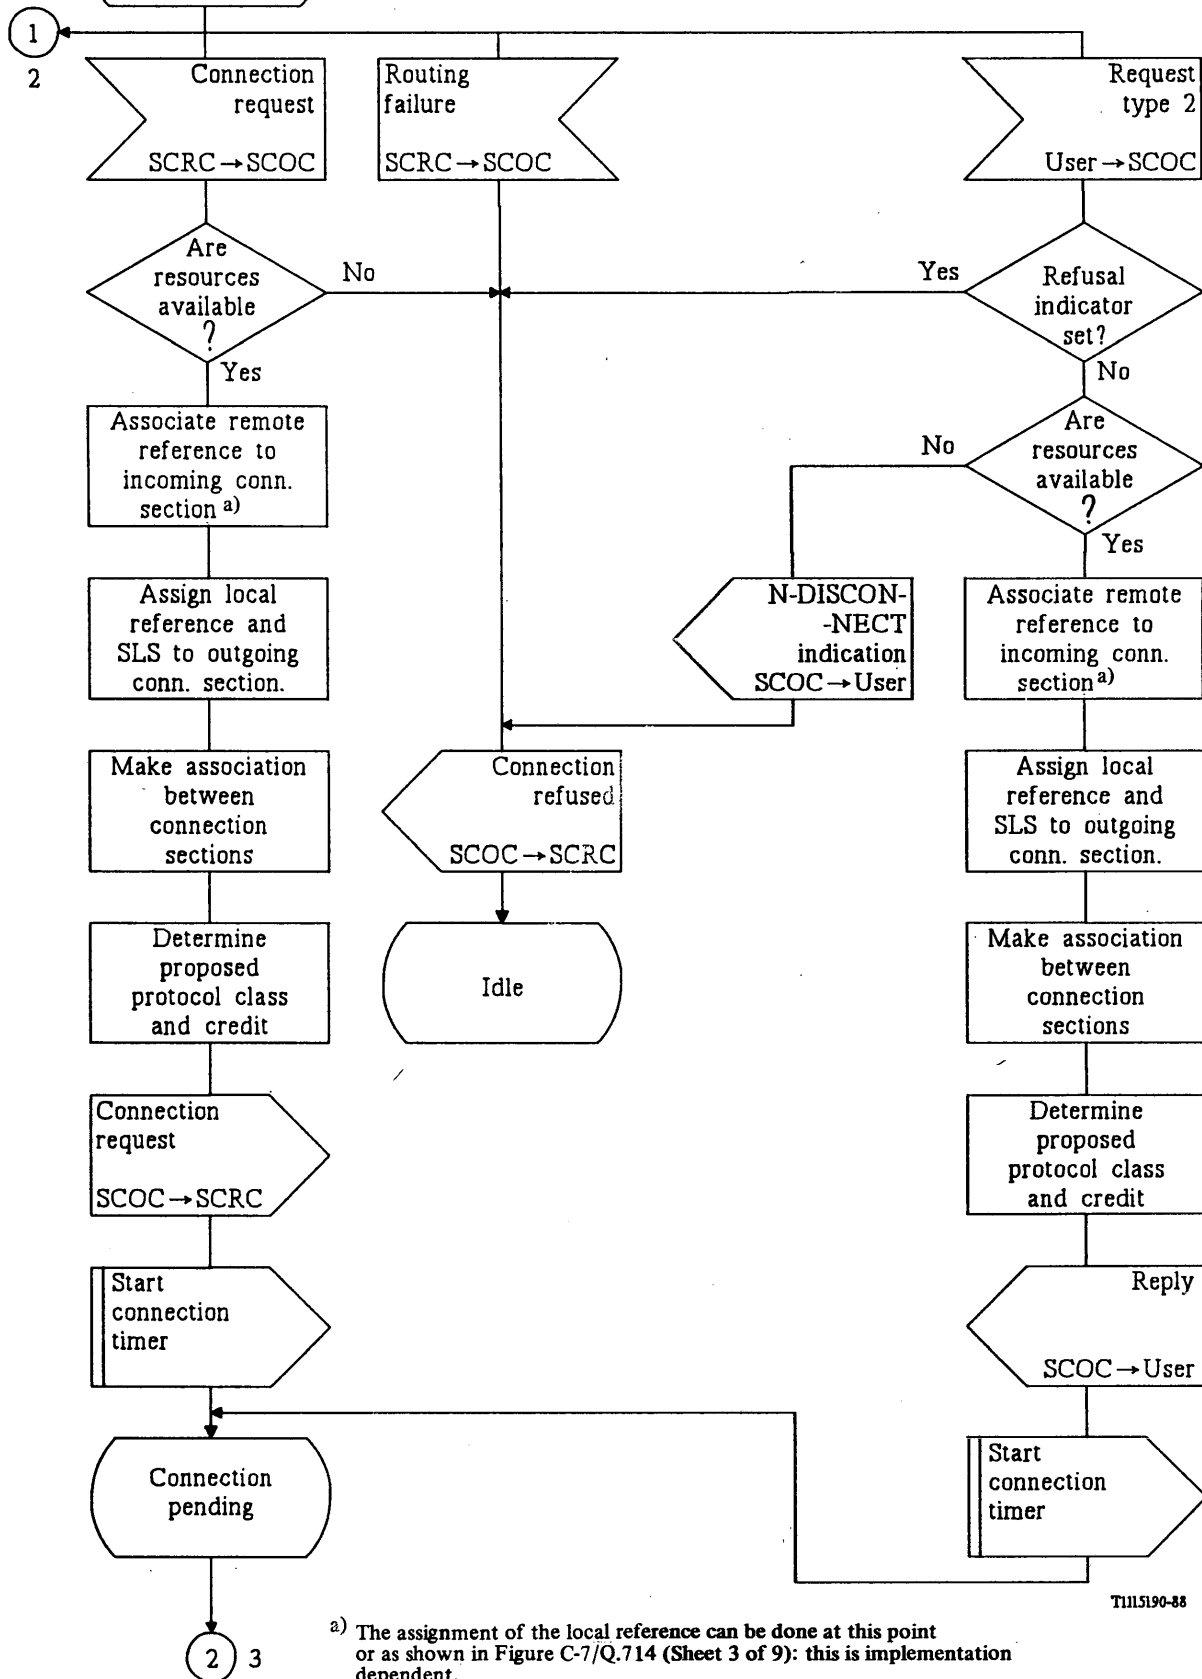 1
2
Connection
request
SCRC→SCOC
Routing
failure
SCRC→SCOC
Request
type 2
User→SCOC
Are
resources
available
?
No
Yes
Yes
Refusal
indicator
set?
No
Associate remote
reference to
incoming conn.
section a)
Are
resources
available
?
No
Yes
Assign local
reference and
SLS to outgoing
conn. section.
N-DISCON-
-NECT
indication
SCOC→User
Associate remote
reference to
incoming conn.
section a)
Make association
between
connection
sections
Connection
refused
SCOC→SCRC
Assign local
reference and
SLS to outgoing
conn. section.
Determine
proposed
protocol class
and credit
Idle
Make association
between
connection
sections
Connection
request
SCOC→SCRC
Determine
proposed
protocol class
and credit
Start
connection
timer
Reply
SCOC→User
Connection
pending
Start
connection
timer
T1115190-88
2 3
a) The assignment of the local reference can be done at this point
or as shown in Figure C-7/Q.714 (Sheet 3 of 9): this is implementation
dependent.